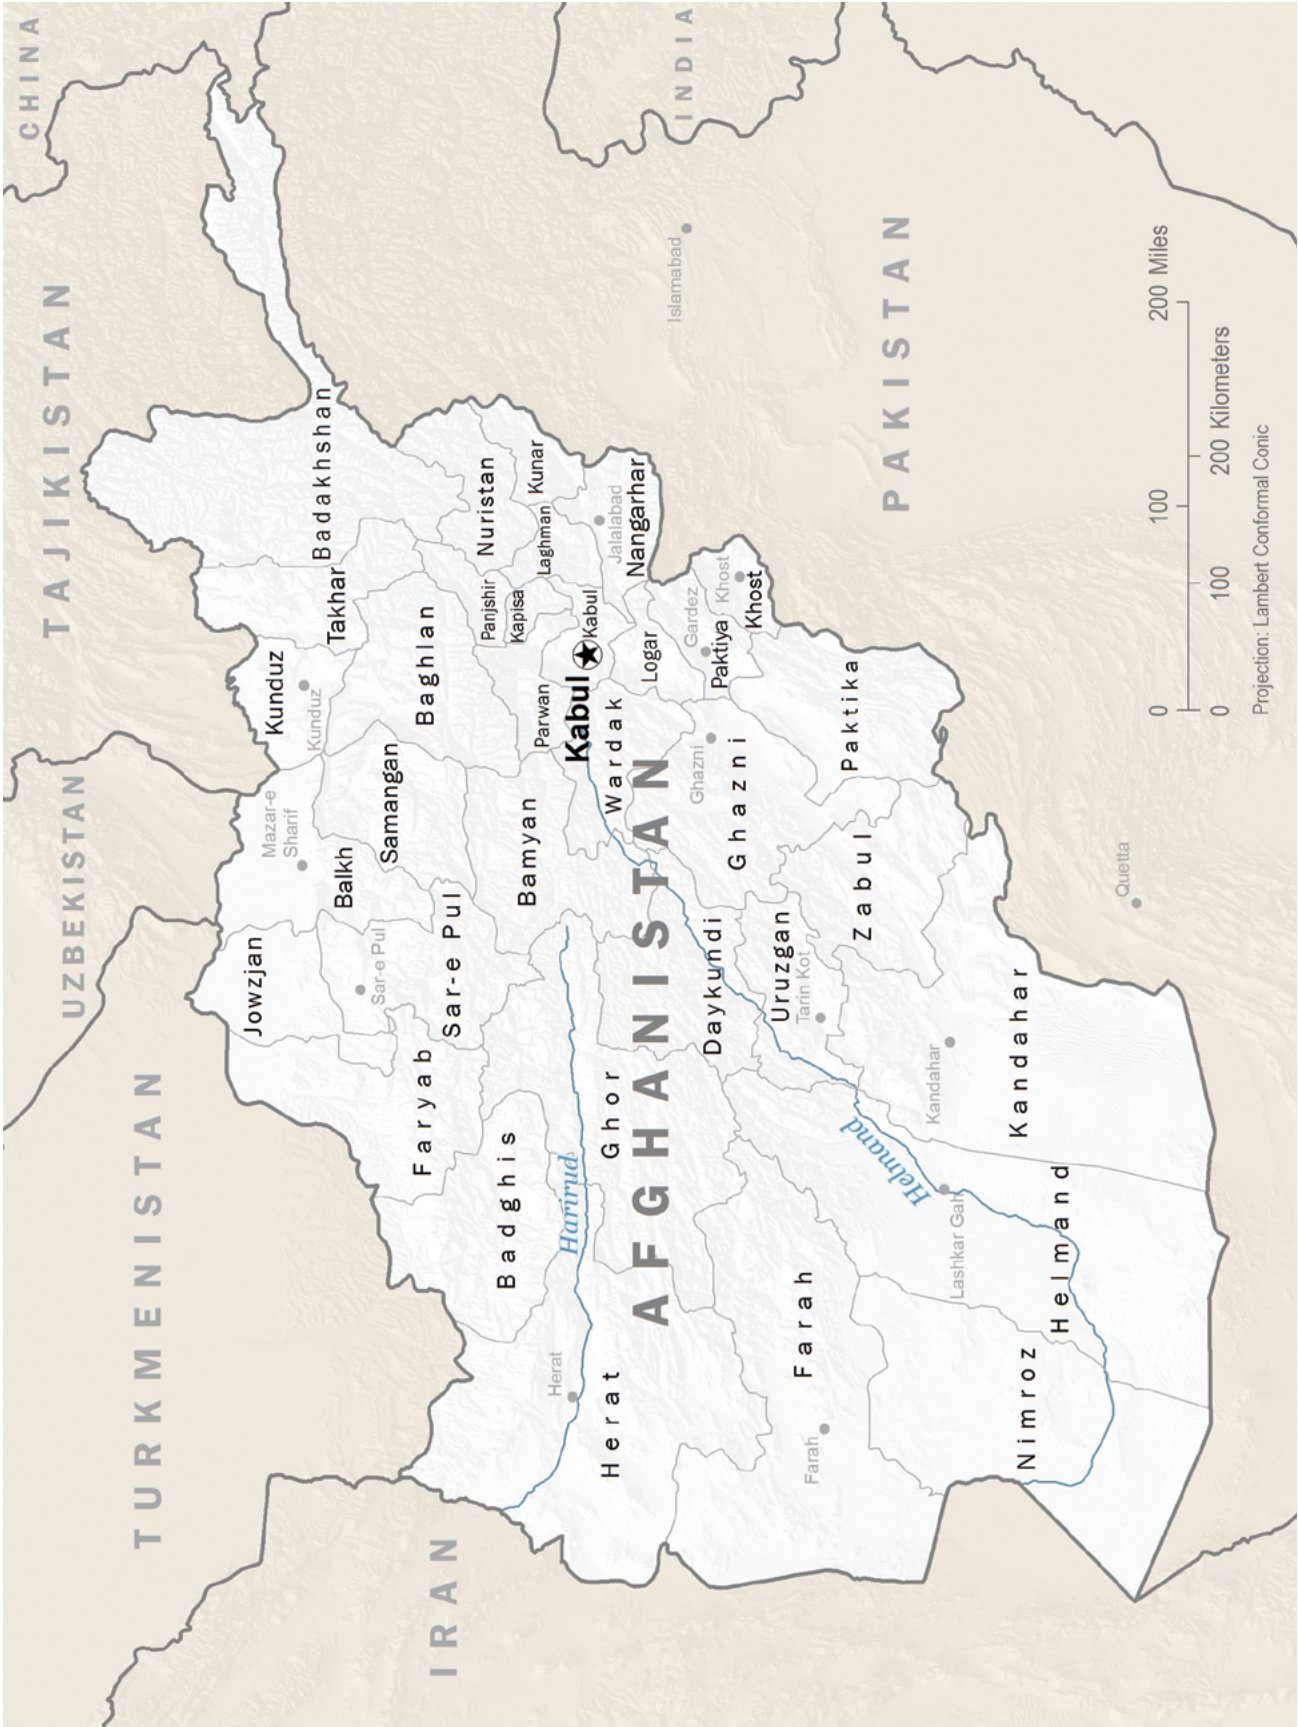 CHINA
TAJIKISTAN
UZBEKISTAN
TURKMENISTAN
IRAN
INDIA
PAKISTAN
AFGHANISTAN
Badakhshan
Takhar
Kunduz
Kunduz
Mazar-e
Sharif
Balkh
Jowzjan
Samangan
Baghlan
Sar-e Pul
Sar-e Pul
Faryab
Badghis
Nuristan
Kunar
Laghman
Panjshir
Kapisa
Parwan
Bamyan
Kabul
Kabul
Jalalabad
Nangarhar
Wardak
Logar
Gardez
Khost
Khost
Paktiya
Ghazni
Ghazni
Paktika
Zabul
Daykundi
Uruzgan
Tarin Kot
Ghor
Harirud
Herat
Herat
Farah
Farah
Helmand
Lashkar Gah
Helmand
Nimroz
Kandahar
Kandahar
Islamabad
Quetta
0 100 200 Miles
0 100 200 Kilometers
Projection: Lambert Conformal Conic